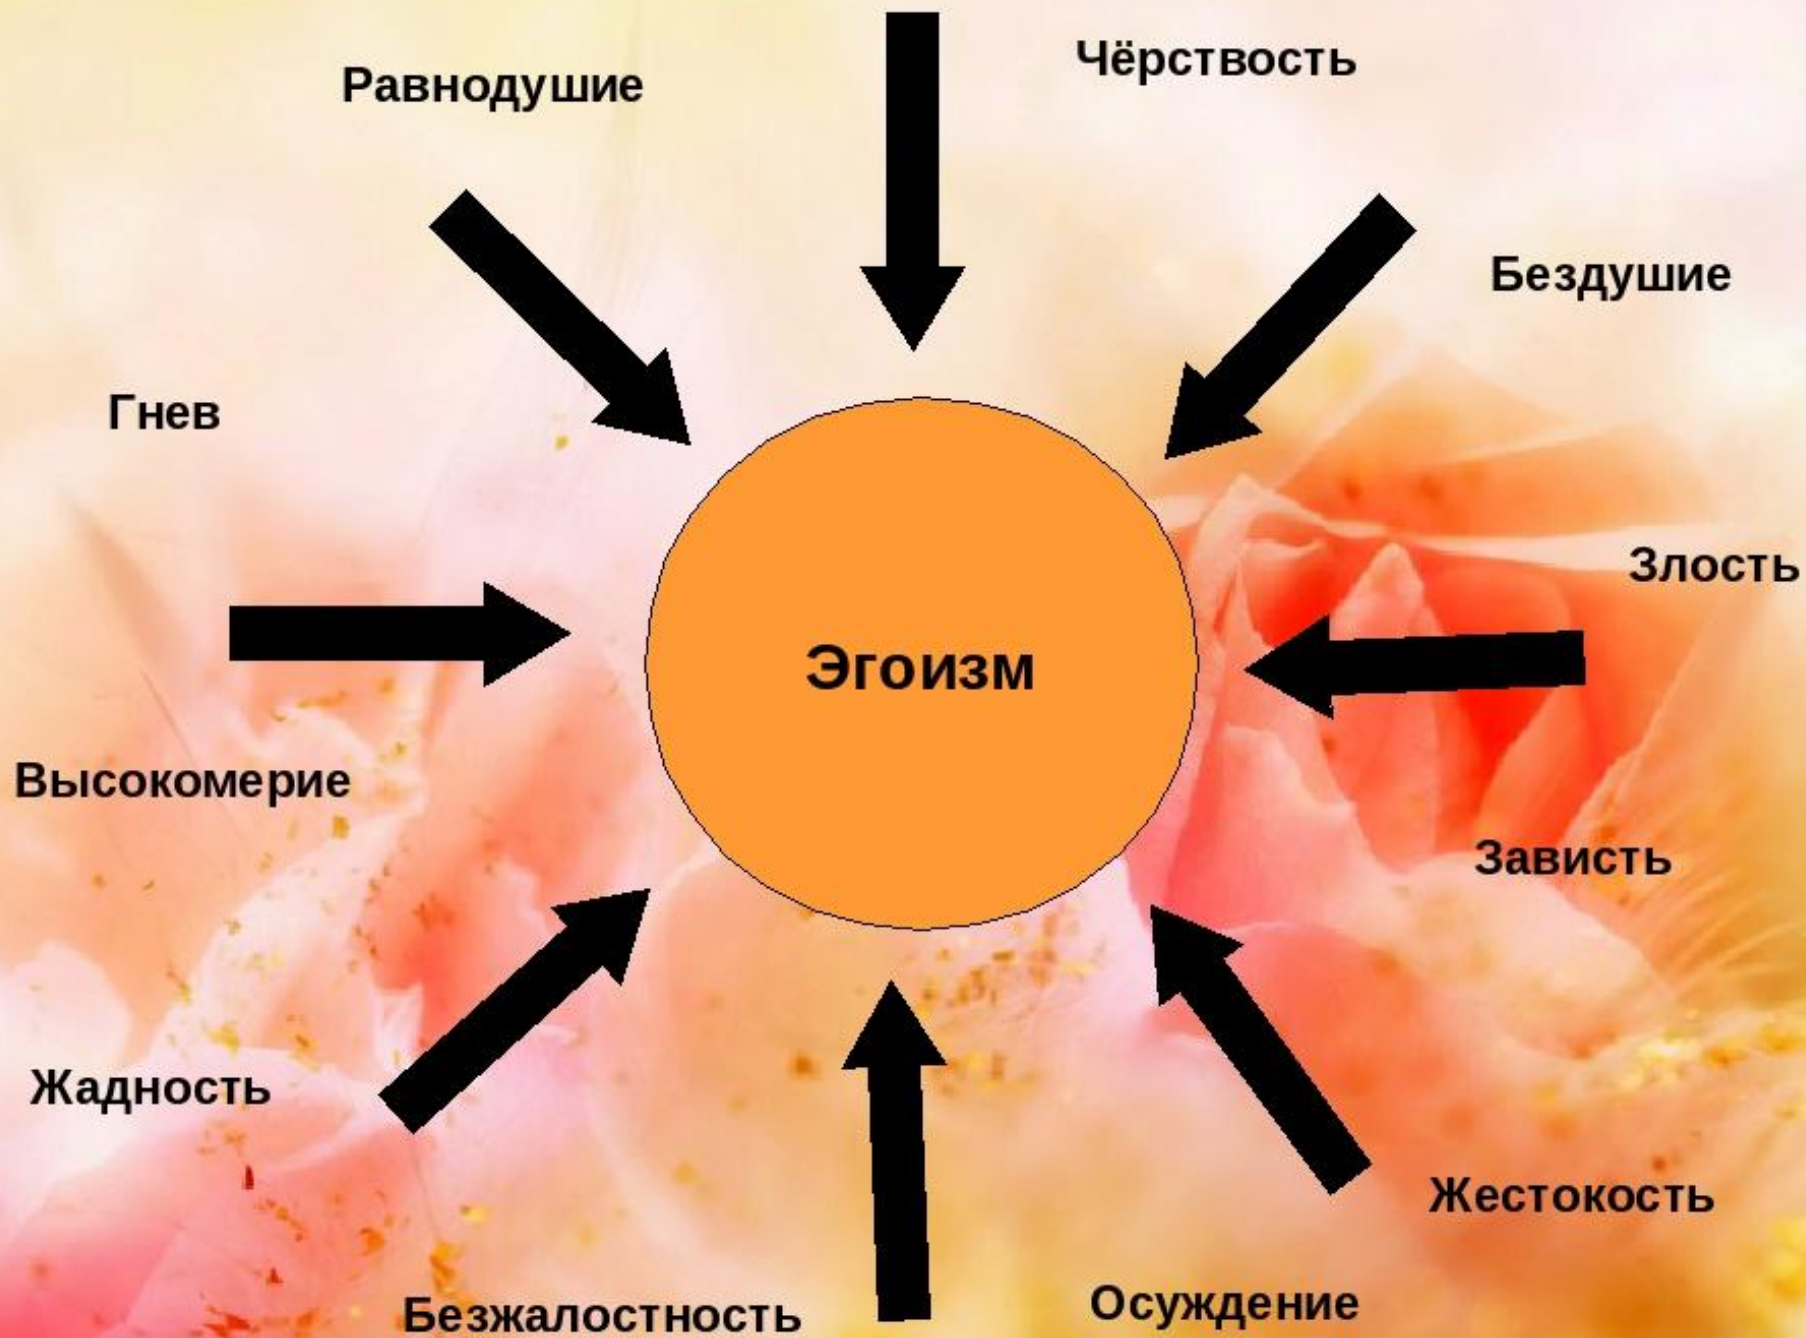 Чёрствость
Равнодушие
Бездушие
Гнев
Злость
Эгоизм
Высокомерие
Зависть
Жадность
Жестокость
Осуждение
Безжалостность